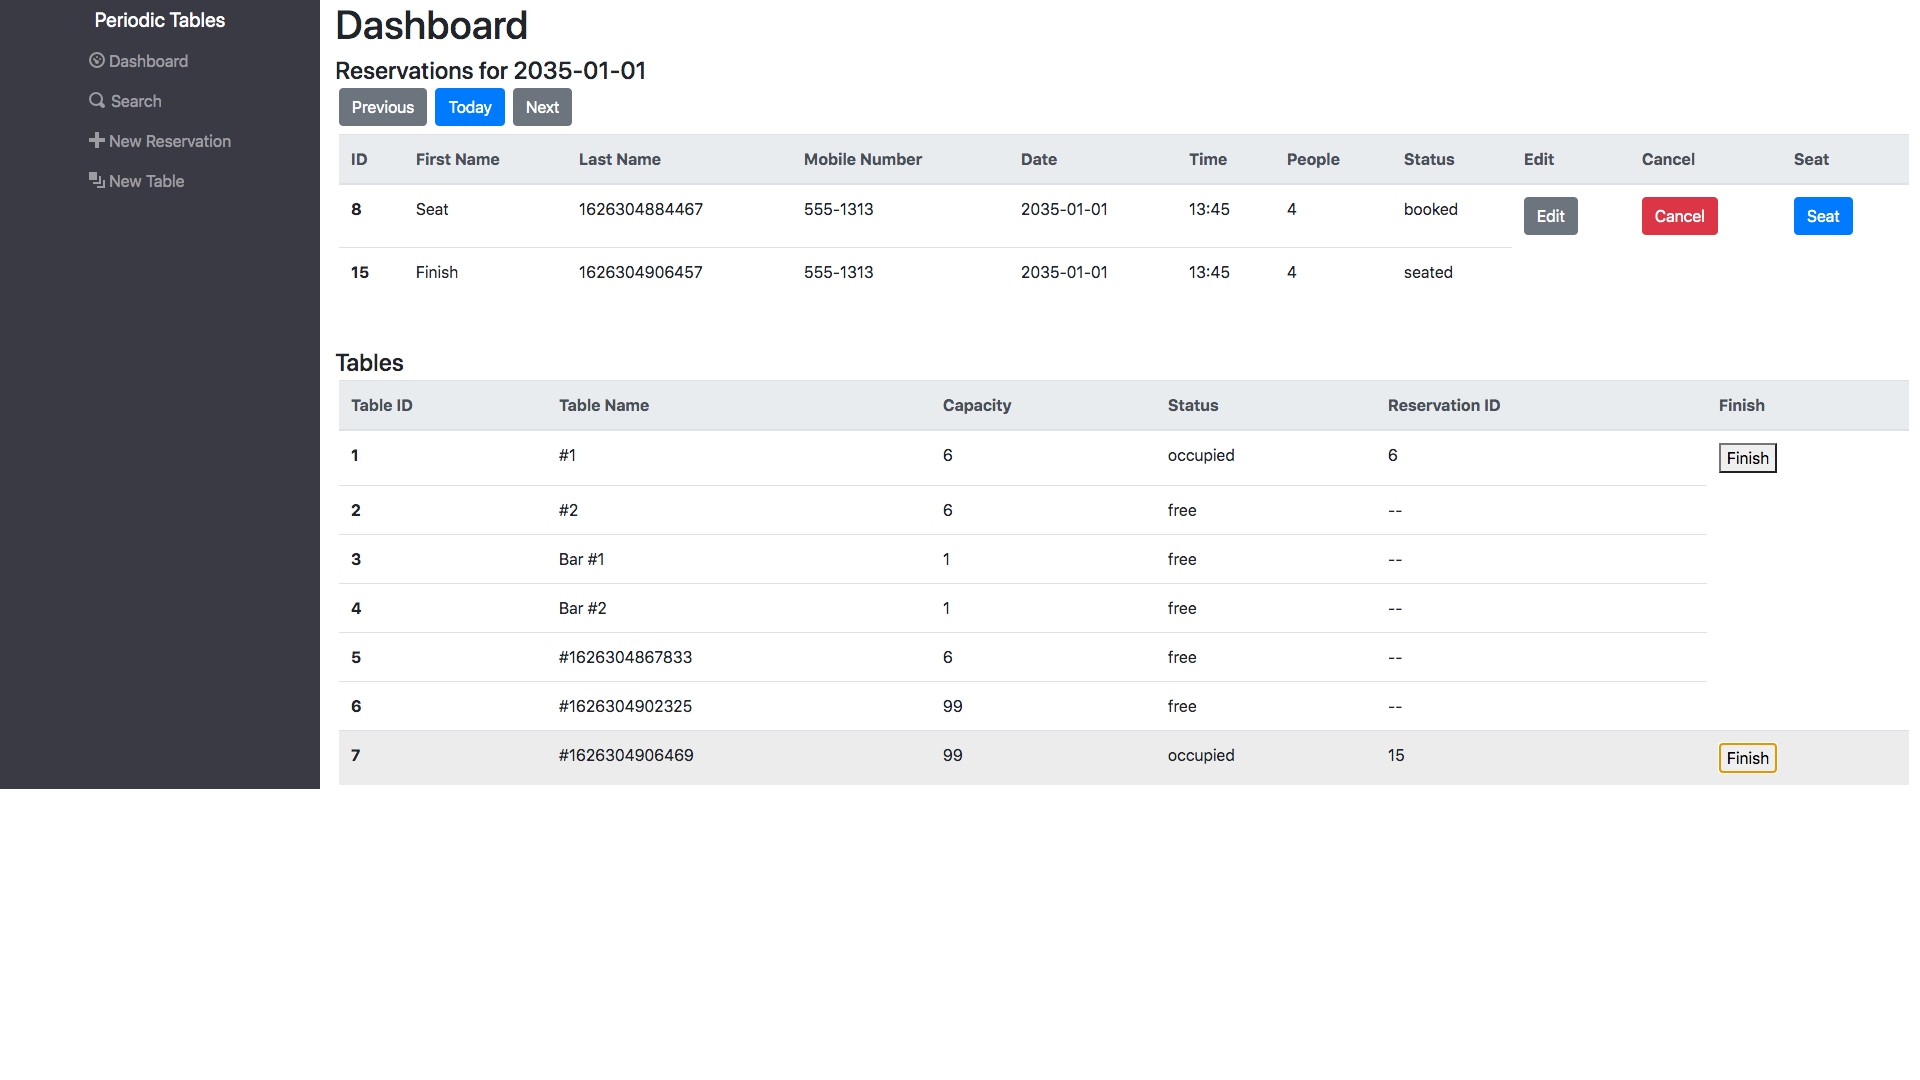 Periodic Tables
Dashboard
Search
New Reservation
New Table
Dashboard
Reservations for 2035-01-01
Previous Today Next
ID First Name Last Name Mobile Number Date Time People Status Edit Cancel Seat
8 Seat 1626304884467 555-1313 2035-01-01 13:45 4 booked Edit Cancel Seat
15 Finish 1626304906457 555-1313 2035-01-01 13:45 4 seated
Tables
Table ID Table Name Capacity Status Reservation ID Finish
1 #1 6 occupied 6 Finish
2 #2 6 free --
3 Bar #1 1 free --
4 Bar #2 1 free --
5 #1626304867833 6 free --
6 #1626304902325 99 free --
7 #1626304906469 99 occupied 15 Finish